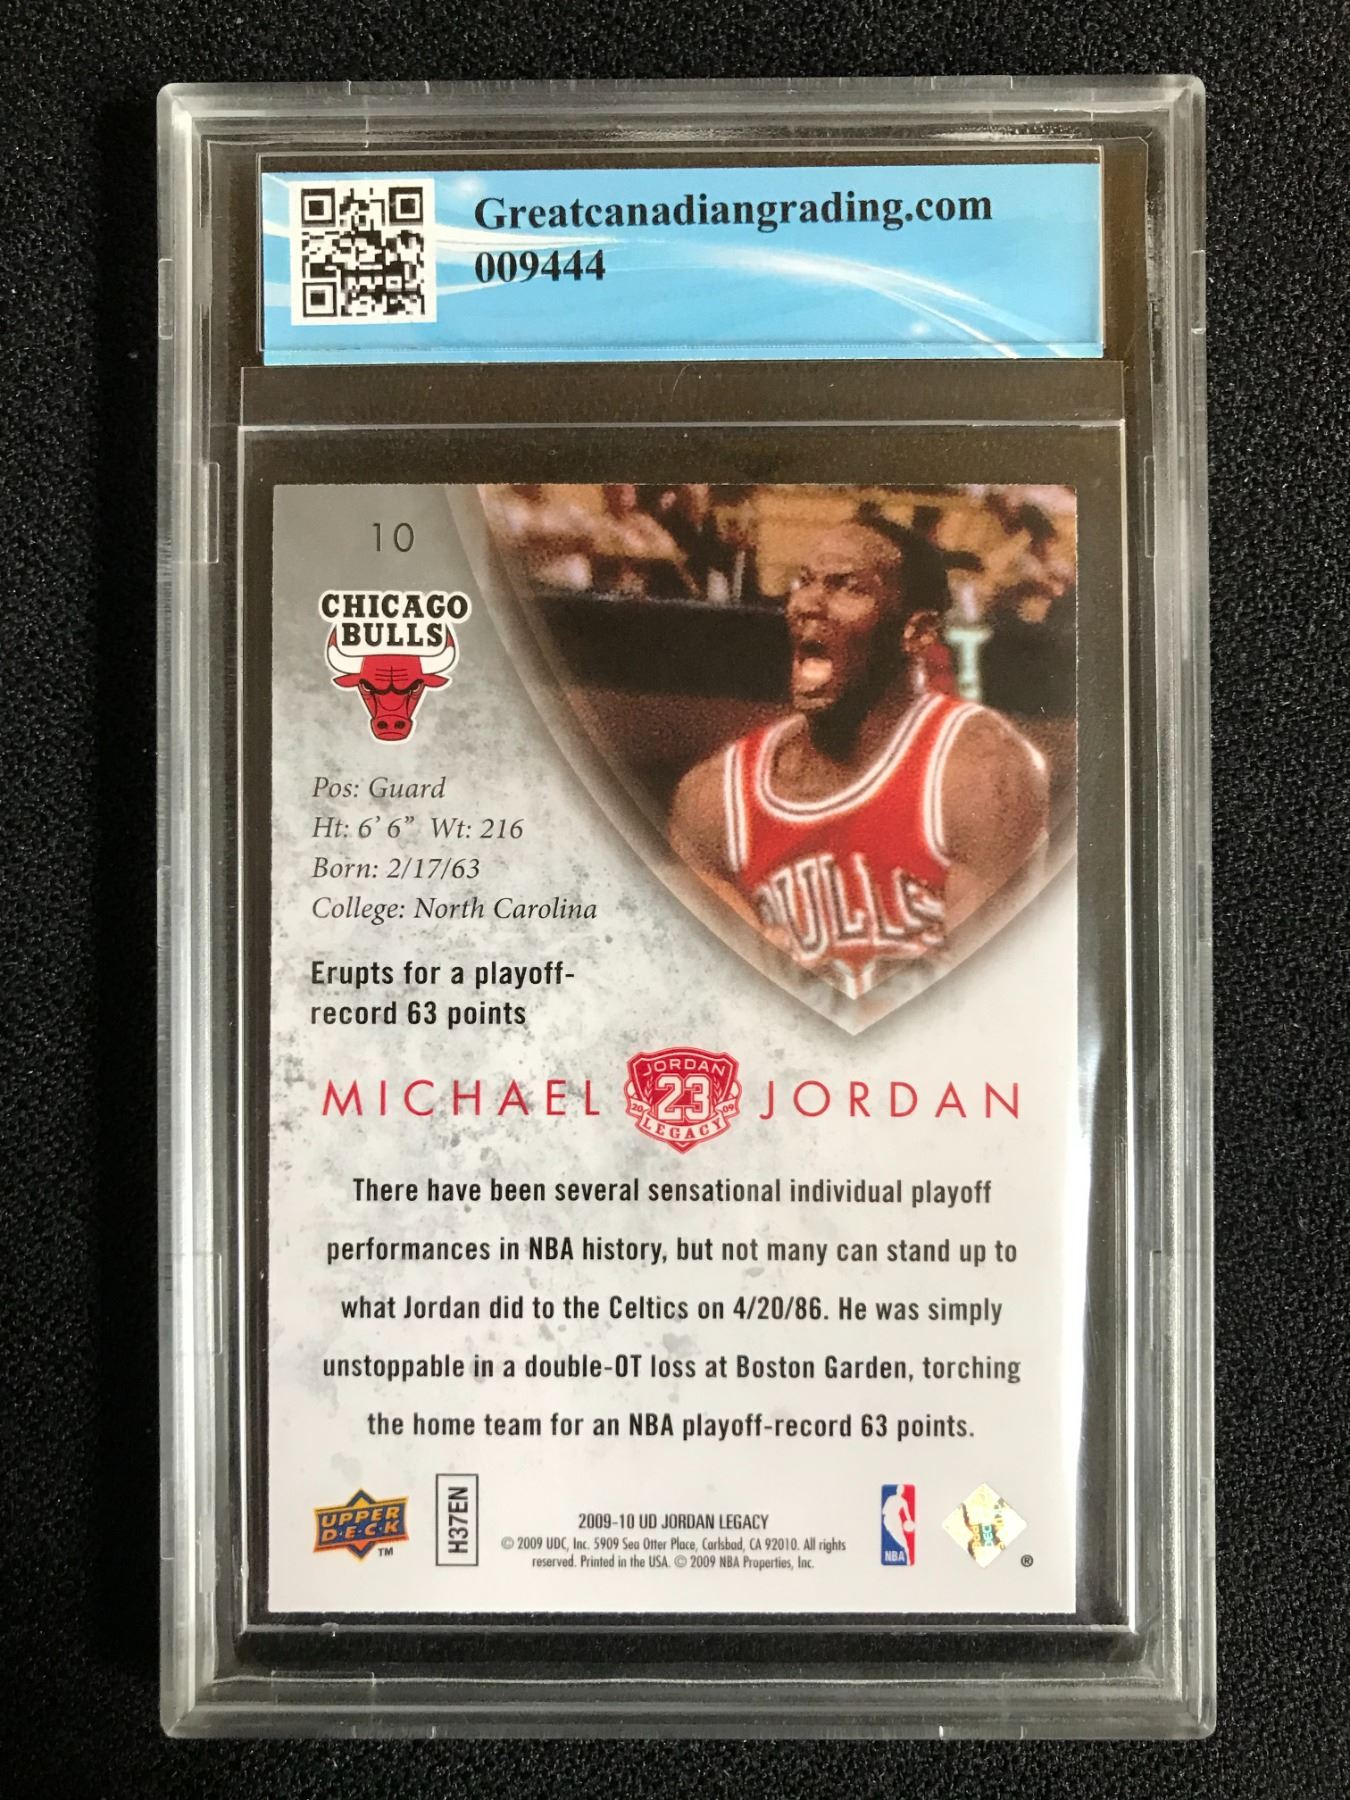 Greatcanadiangrading.com
009444
10
CHICAGO
BULLS
Pos: Guard
Ht: 6' 6" Wt: 216
Born: 2/17/63
College: North Carolina
Erupts for a playoff-
record 63 points
BULLS
MICHAEL JORDAN 23 2009 LEGACY JORDAN
There have been several sensational individual playoff
performances in NBA history, but not many can stand up to
what Jordan did to the Celtics on 4/20/86. He was simply
unstoppable in a double-OT loss at Boston Garden, torching
the home team for an NBA playoff-record 63 points.
UPPER
D·E·C·K
TM
H37EN
2009-10 UD JORDAN LEGACY
© 2009 UDC, Inc. 5909 Sea Otter Place, Carlsbad, CA 92010. All rights
reserved. Printed in the USA. © 2009 NBA Properties, Inc.
NBA
®